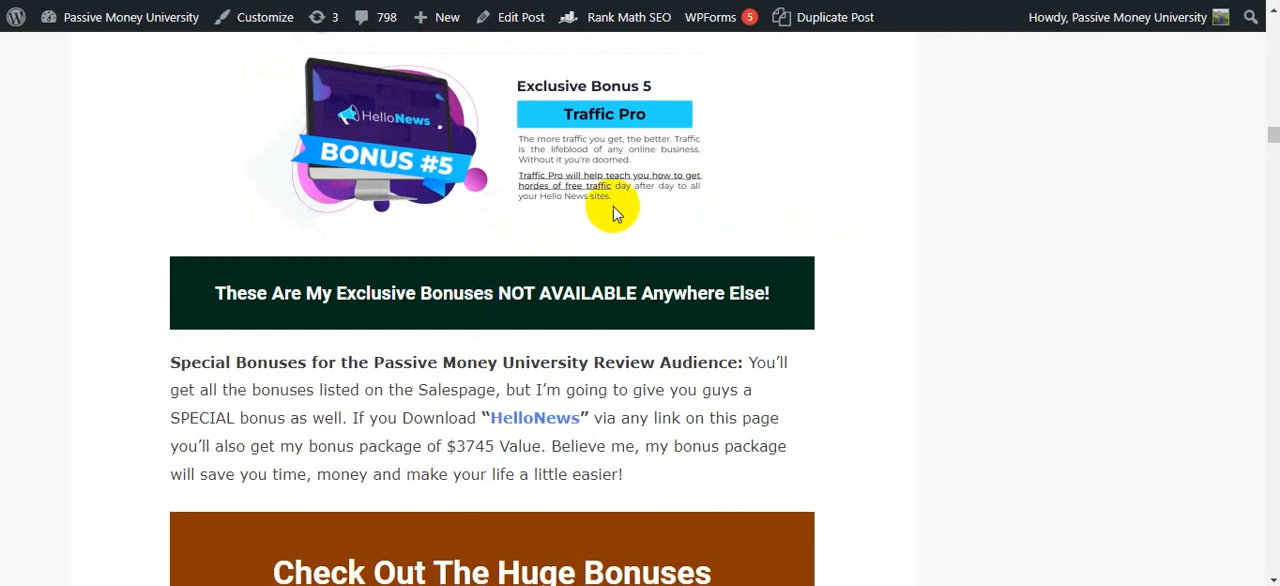 Passive Money University Customize 3 798 New Edit Post Rank Math SEO WPForms 5 Duplicate Post Howdy, Passive Money University
HelloNews
BONUS #5
Exclusive Bonus 5
Traffic Pro
The more traffic you get, the better. Traffic
is the lifeblood of any online business.
Without it you're doomed.
Traffic Pro will help teach you how to get
hordes of free traffic day after day to all
your Hello News sites.
These Are My Exclusive Bonuses NOT AVAILABLE Anywhere Else!
Special Bonuses for the Passive Money University Review Audience: You’ll
get all the bonuses listed on the Salespage, but I’m going to give you guys a
SPECIAL bonus as well. If you Download “HelloNews” via any link on this page
you’ll also get my bonus package of $3745 Value. Believe me, my bonus package
will save you time, money and make your life a little easier!
Check Out The Huge Bonuses